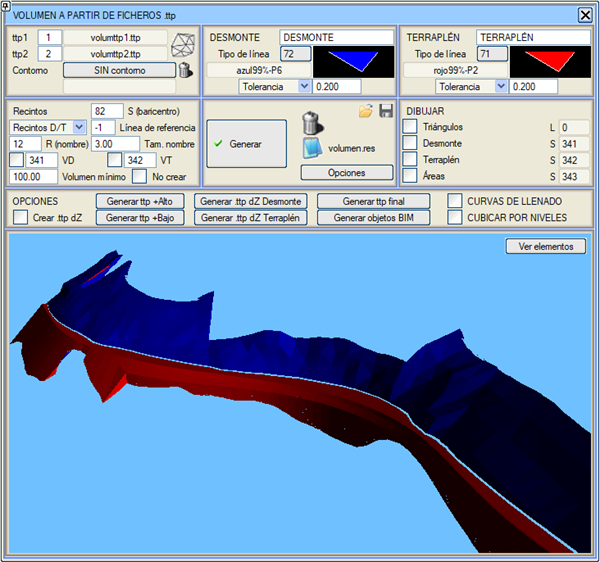 VOLUMEN A PARTIR DE FICHEROS .ttp
ttp1 1 volumttp1.ttp
ttp2 2 volumttp2.ttp
Contorno SIN contorno
DESMONTE DESMONTE
Tipo de línea 72
azul99%-P6
Tolerancia 0.200
TERRAPLÉN TERRAPLÉN
Tipo de línea 71
rojo99%-P2
Tolerancia 0.200
Recintos 82 S (baricentro)
Recintos D/T -1 Línea de referencia
12 R (nombre) 3.00 Tam. nombre
341 VD 342 VT
100.00 Volumen mínimo No crear
Generar
volumen.res
Opciones
DIBUJAR
Triángulos L 0
Desmonte S 341
Terraplén S 342
Áreas S 343
OPCIONES Generar ttp +Alto Generar .ttp dZ Desmonte Generar ttp final CURVAS DE LLENADO
Crear .ttp dZ Generar ttp +Bajo Generar .ttp dZ Terraplén Generar objetos BIM CUBICAR POR NIVELES
Ver elementos